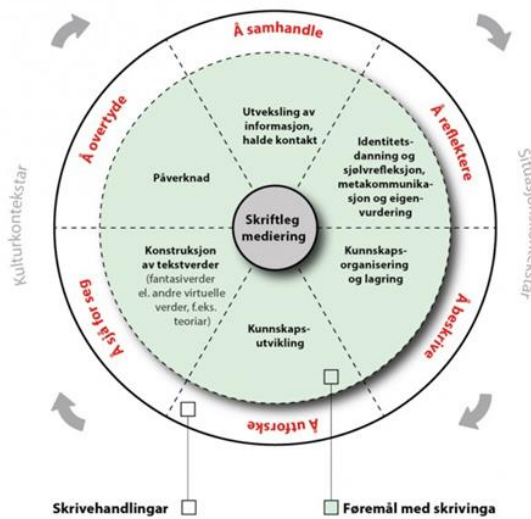 Å samhandle
Å overtyde
Å reflektere
Utveksling av
informasjon,
halde kontakt
Identitets-
danning og
sjølvrefleksjon,
metakommunika-
sjon og eigen-
vurdering
Påverknad
Skriftleg
mediering
Kulturkontekstar
Situasjonskontekstar
Konstruksjon
av tekstverder
(fantasiverder
el. andre virtuelle
verder, f.eks.
teoriar)
Kunnskaps-
organisering
og lagring
Kunnskaps-
utvikling
Å sjå for seg
Å beskrive
Å utforske
Skrivehandlingar
Føremål med skrivinga